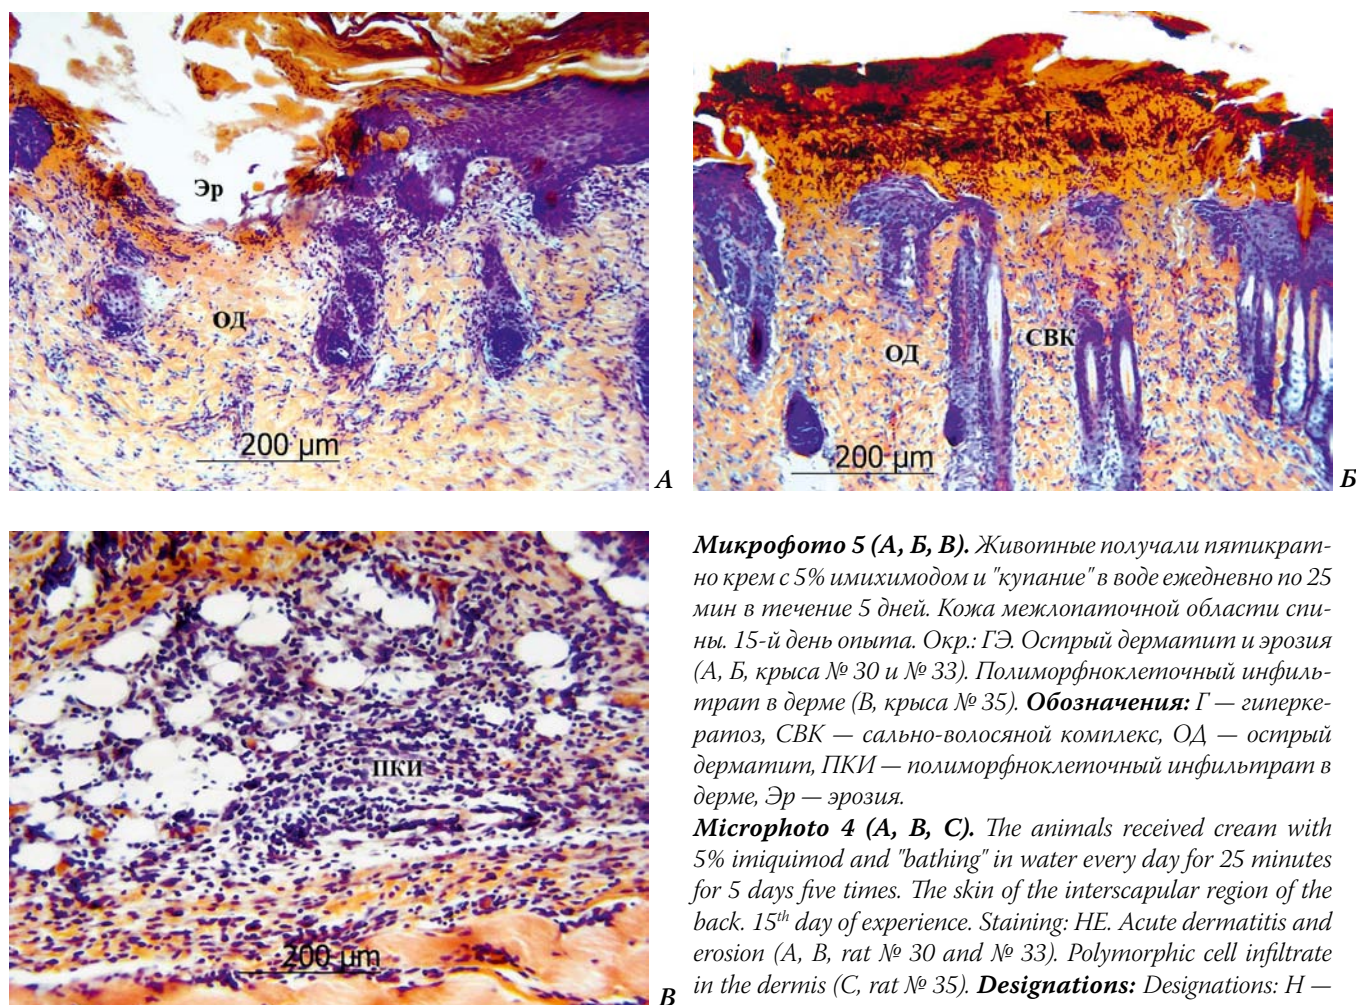 Эр
ОД
200 µm
А
Г
ОД
СВК
200 µm
Б
ПКИ
200 µm
В
Микрофото 5 (А, Б, В). Животные получали пятикрат-
но крем с 5% имихимодом и "купание" в воде ежедневно по 25
мин в течение 5 дней. Кожа межлопаточной области спи-
ны. 15-й день опыта. Окр.: ГЭ. Острый дерматит и эрозия
(А, Б, крыса № 30 и № 33). Полиморфноклеточный инфиль-
трат в дерме (В, крыса № 35). Обозначения: Г — гиперке-
ратоз, СВК — сально-волосяной комплекс, ОД — острый
дерматит, ПКИ — полиморфноклеточный инфильтрат в
дерме, Эр — эрозия.
Microphoto 4 (A, B, C). The animals received cream with
5% imiquimod and "bathing" in water every day for 25 minutes
for 5 days five times. The skin of the interscapular region of the
back. 15th day of experience. Staining: HE. Acute dermatitis and
erosion (A, B, rat № 30 and № 33). Polymorphic cell infiltrate
in the dermis (C, rat № 35). Designations: Designations: H —